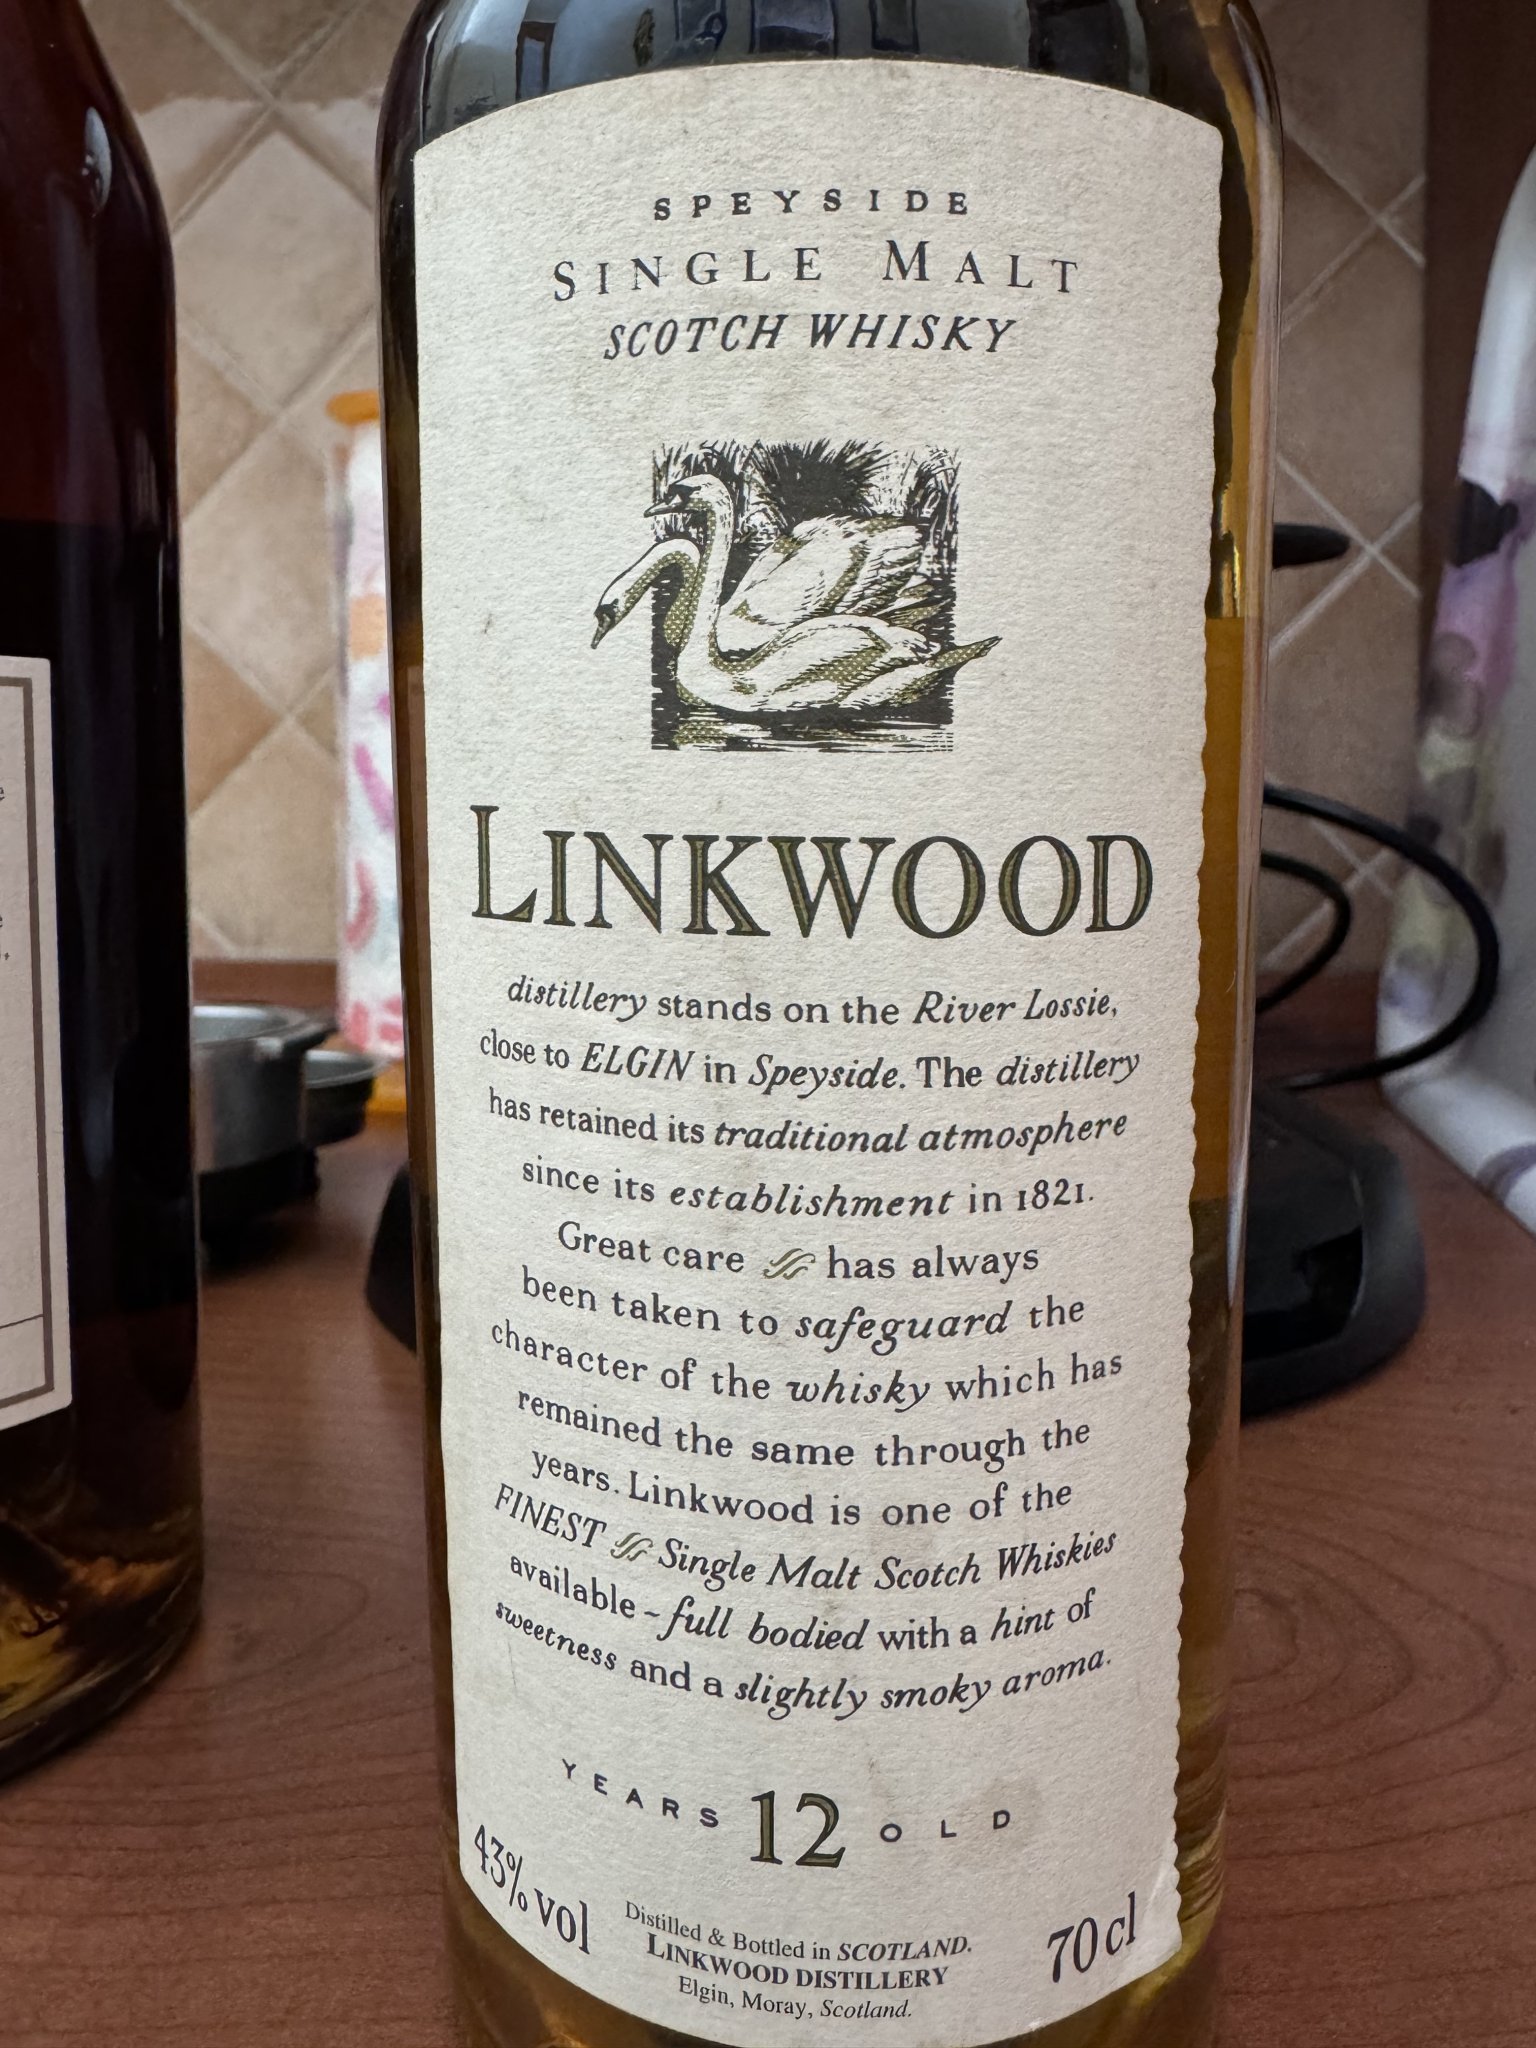 SPEYSIDE
SINGLE MALT
SCOTCH WHISKY
LINKWOOD
distillery stands on the River Lossie,
close to ELGIN in Speyside. The distillery
has retained its traditional atmosphere
since its establishment in 1821.
Great care has always
been taken to safeguard the
character of the whisky which has
remained the same through the
years. Linkwood is one of the
FINEST Single Malt Scotch Whiskies
available ~ full bodied with a hint of
sweetness and a slightly smoky aroma.
YEARS 12 OLD
43% vol
70 cl
Distilled & Bottled in SCOTLAND.
LINKWOOD DISTILLERY
Elgin, Moray, Scotland.